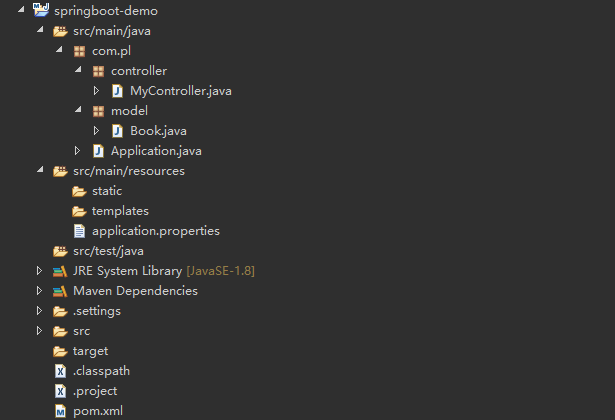 springboot-demo
src/main/java
com.pl
controller
MyController.java
model
Book.java
Application.java
src/main/resources
static
templates
application.properties
src/test/java
JRE System Library [JavaSE-1.8]
Maven Dependencies
.settings
src
target
.classpath
.project
pom.xml